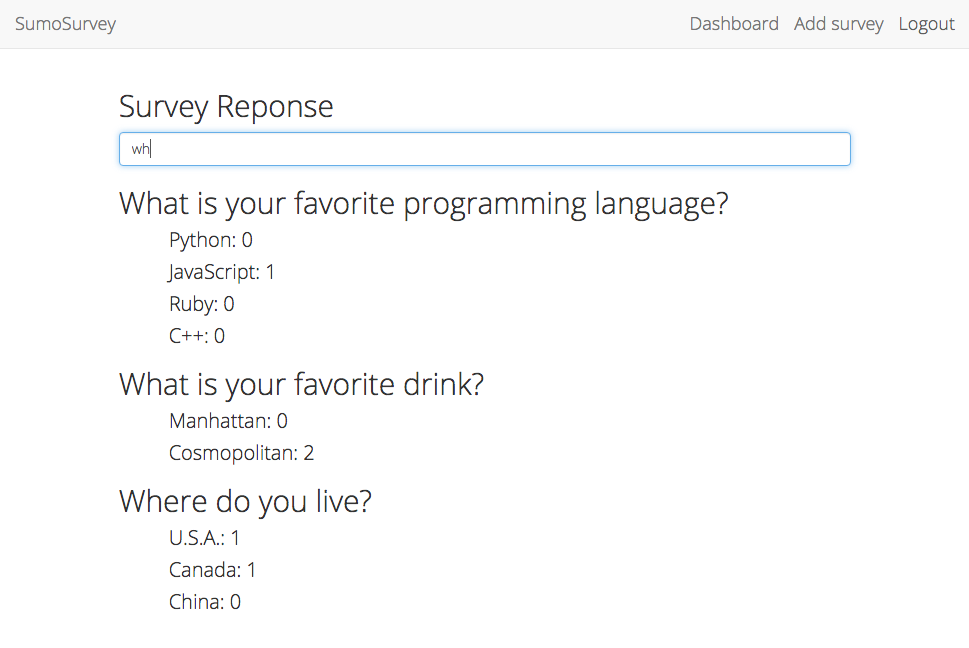 SumoSurvey Dashboard Add survey Logout
Survey Reponse
wh
What is your favorite programming language?
Python: 0
JavaScript: 1
Ruby: 0
C++: 0
What is your favorite drink?
Manhattan: 0
Cosmopolitan: 2
Where do you live?
U.S.A.: 1
Canada: 1
China: 0